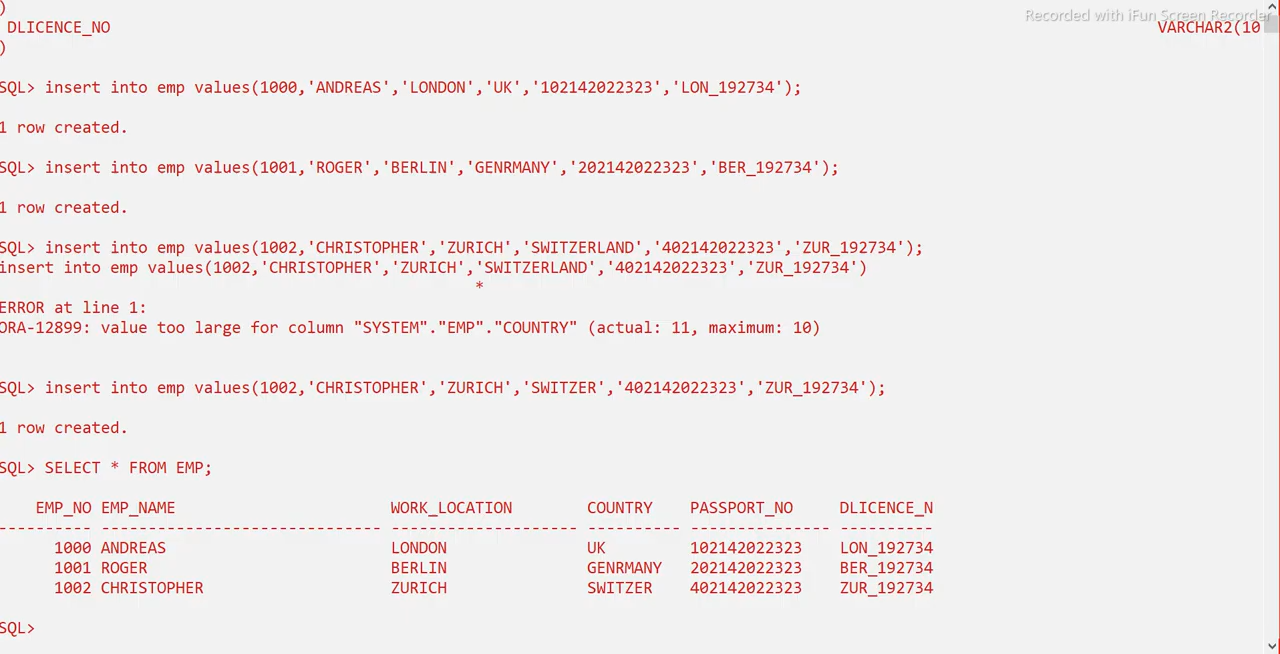 )
Recorded with iFun Screen Recorder
DLICENCE_NO VARCHAR2(10
)
SQL> insert into emp values(1000,'ANDREAS','LONDON','UK','102142022323','LON_192734');
1 row created.
SQL> insert into emp values(1001,'ROGER','BERLIN','GENRMANY','202142022323','BER_192734');
1 row created.
SQL> insert into emp values(1002,'CHRISTOPHER','ZURICH','SWITZERLAND','402142022323','ZUR_192734');
insert into emp values(1002,'CHRISTOPHER','ZURICH','SWITZERLAND','402142022323','ZUR_192734')
*
ERROR at line 1:
ORA-12899: value too large for column "SYSTEM"."EMP"."COUNTRY" (actual: 11, maximum: 10)
SQL> insert into emp values(1002,'CHRISTOPHER','ZURICH','SWITZER','402142022323','ZUR_192734');
1 row created.
SQL> SELECT * FROM EMP;
EMP_NO EMP_NAME WORK_LOCATION COUNTRY PASSPORT_NO DLICENCE_N
---------- ------------------------------ -------------------- ---------- --------------- ----------
1000 ANDREAS LONDON UK 102142022323 LON_192734
1001 ROGER BERLIN GENRMANY 202142022323 BER_192734
1002 CHRISTOPHER ZURICH SWITZER 402142022323 ZUR_192734
SQL>